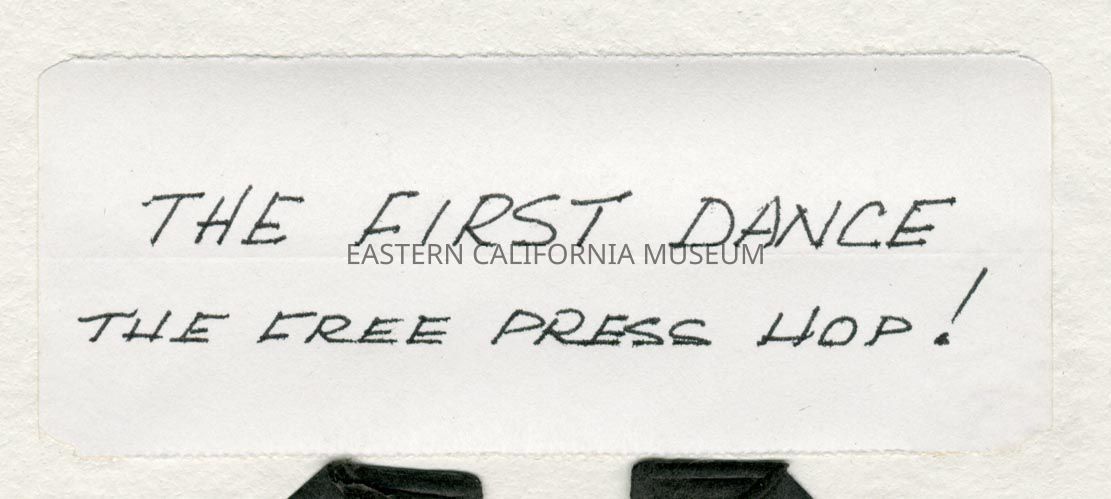 THE FIRST DANCE
EASTERN CALIFORNIA MUSEUM
THE FREE PRESS HOP!